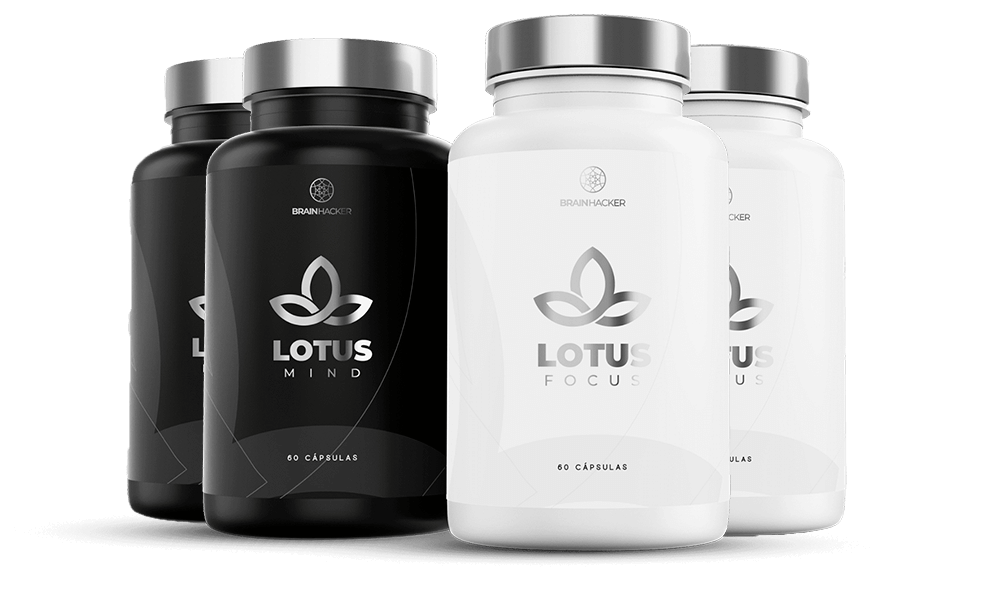 BRAINHACKER
LOTUS
MIND
60 CÁPSULAS
BRAINHACKER
LOTUS
FOCUS
60 CÁPSULAS